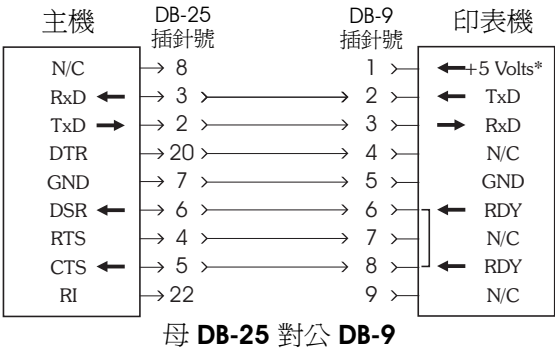 主機 DB-25 DB-9 印表機
插針號 插針號
N/C 8 1 +5 Volts*
RxD 3 2 TxD
TxD 2 3 RxD
DTR 20 4 N/C
GND 7 5 GND
DSR 6 6 RDY
RTS 4 7 N/C
CTS 5 8 RDY
RI 22 9 N/C
母 DB-25 對公 DB-9